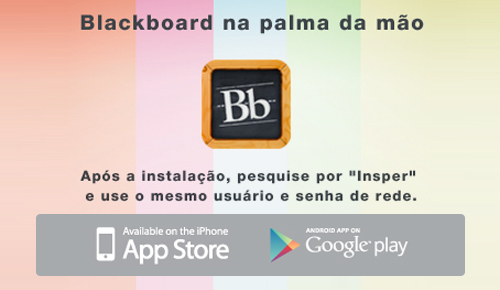 Blackboard na palma da mão
Bb
Após a instalação, pesquise por "Insper"
e use o mesmo usuário e senha de rede.
Available on the iPhone
App Store
ANDROID APP ON
Google play